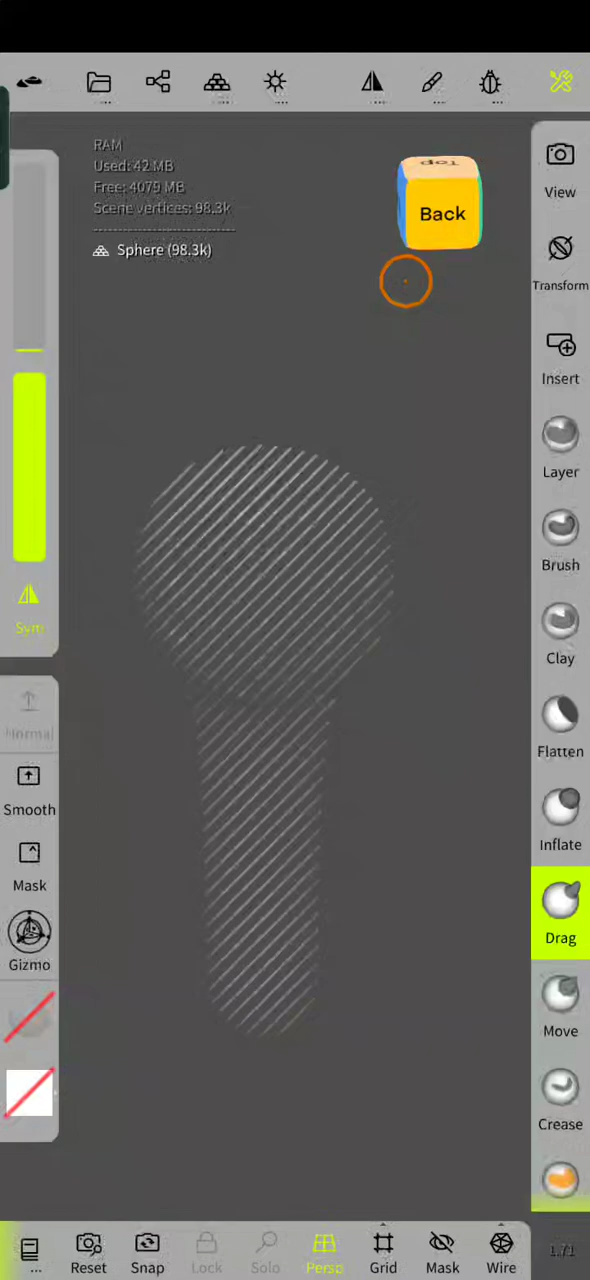 RAM
Used: 42 MB
Free: 4079 MB
Scene vertices: 98.3k
Sphere (98.3k)
Top
Back
View
Transform
Insert
Layer
Brush
Clay
Flatten
Inflate
Drag
Move
Crease
Sym
Normal
Smooth
Mask
Gizmo
Reset
Snap
Lock
Solo
Persp
Grid
Mask
Wire
1.71